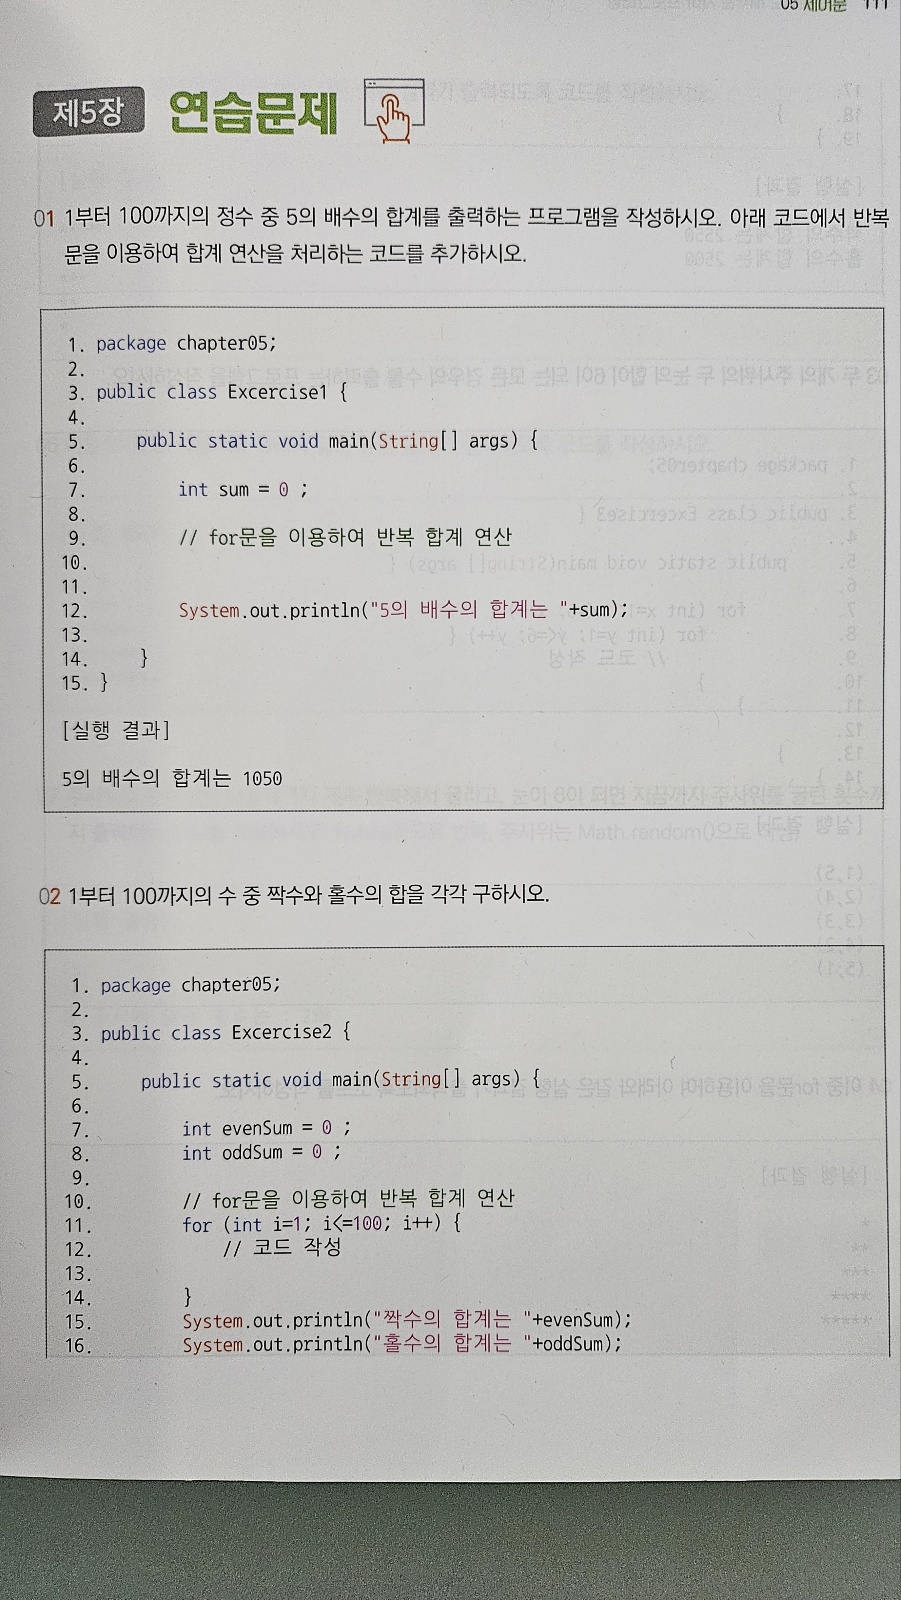 05 제어문 111
제5장 연습문제
01 1부터 100까지의 정수 중 5의 배수의 합계를 출력하는 프로그램을 작성하시오. 아래 코드에서 반복
문을 이용하여 합계 연산을 처리하는 코드를 추가하시오.
1. package chapter05;
2.
3. public class Excercise1 {
4.
5. public static void main(String[] args) {
6.
7. int sum = 0 ;
8.
9. // for문을 이용하여 반복 합계 연산
10.
11.
12. System.out.println("5의 배수의 합계는 "+sum);
13.
14. }
15. }
[실행 결과]
5의 배수의 합계는 1050
02 1부터 100까지의 수 중 짝수와 홀수의 합을 각각 구하시오.
1. package chapter05;
2.
3. public class Excercise2 {
4.
5. public static void main(String[] args) {
6.
7. int evenSum = 0 ;
8. int oddSum = 0 ;
9.
10. // for문을 이용하여 반복 합계 연산
11. for (int i=1; i<=100; i++) {
12. // 코드 작성
13.
14. }
15. System.out.println("짝수의 합계는 "+evenSum);
16. System.out.println("홀수의 합계는 "+oddSum);